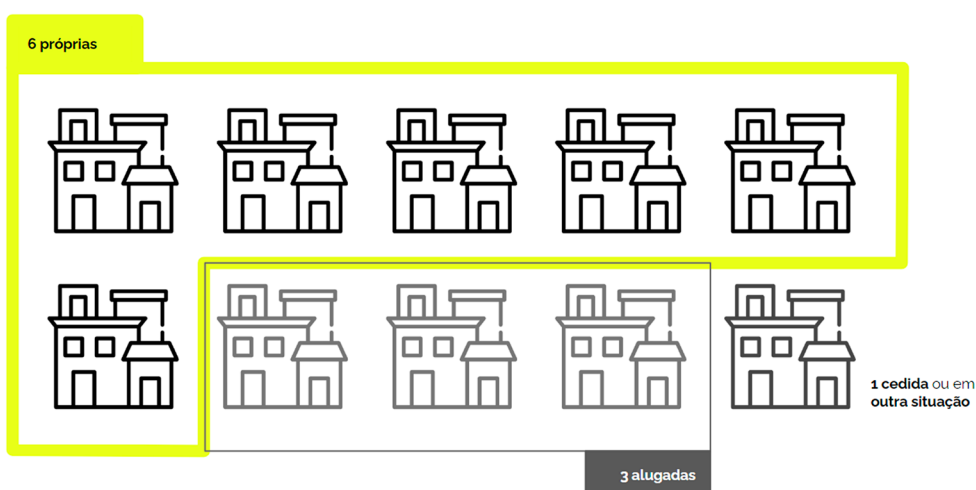 6 próprias
1 cedida ou em
outra situação
3 alugadas